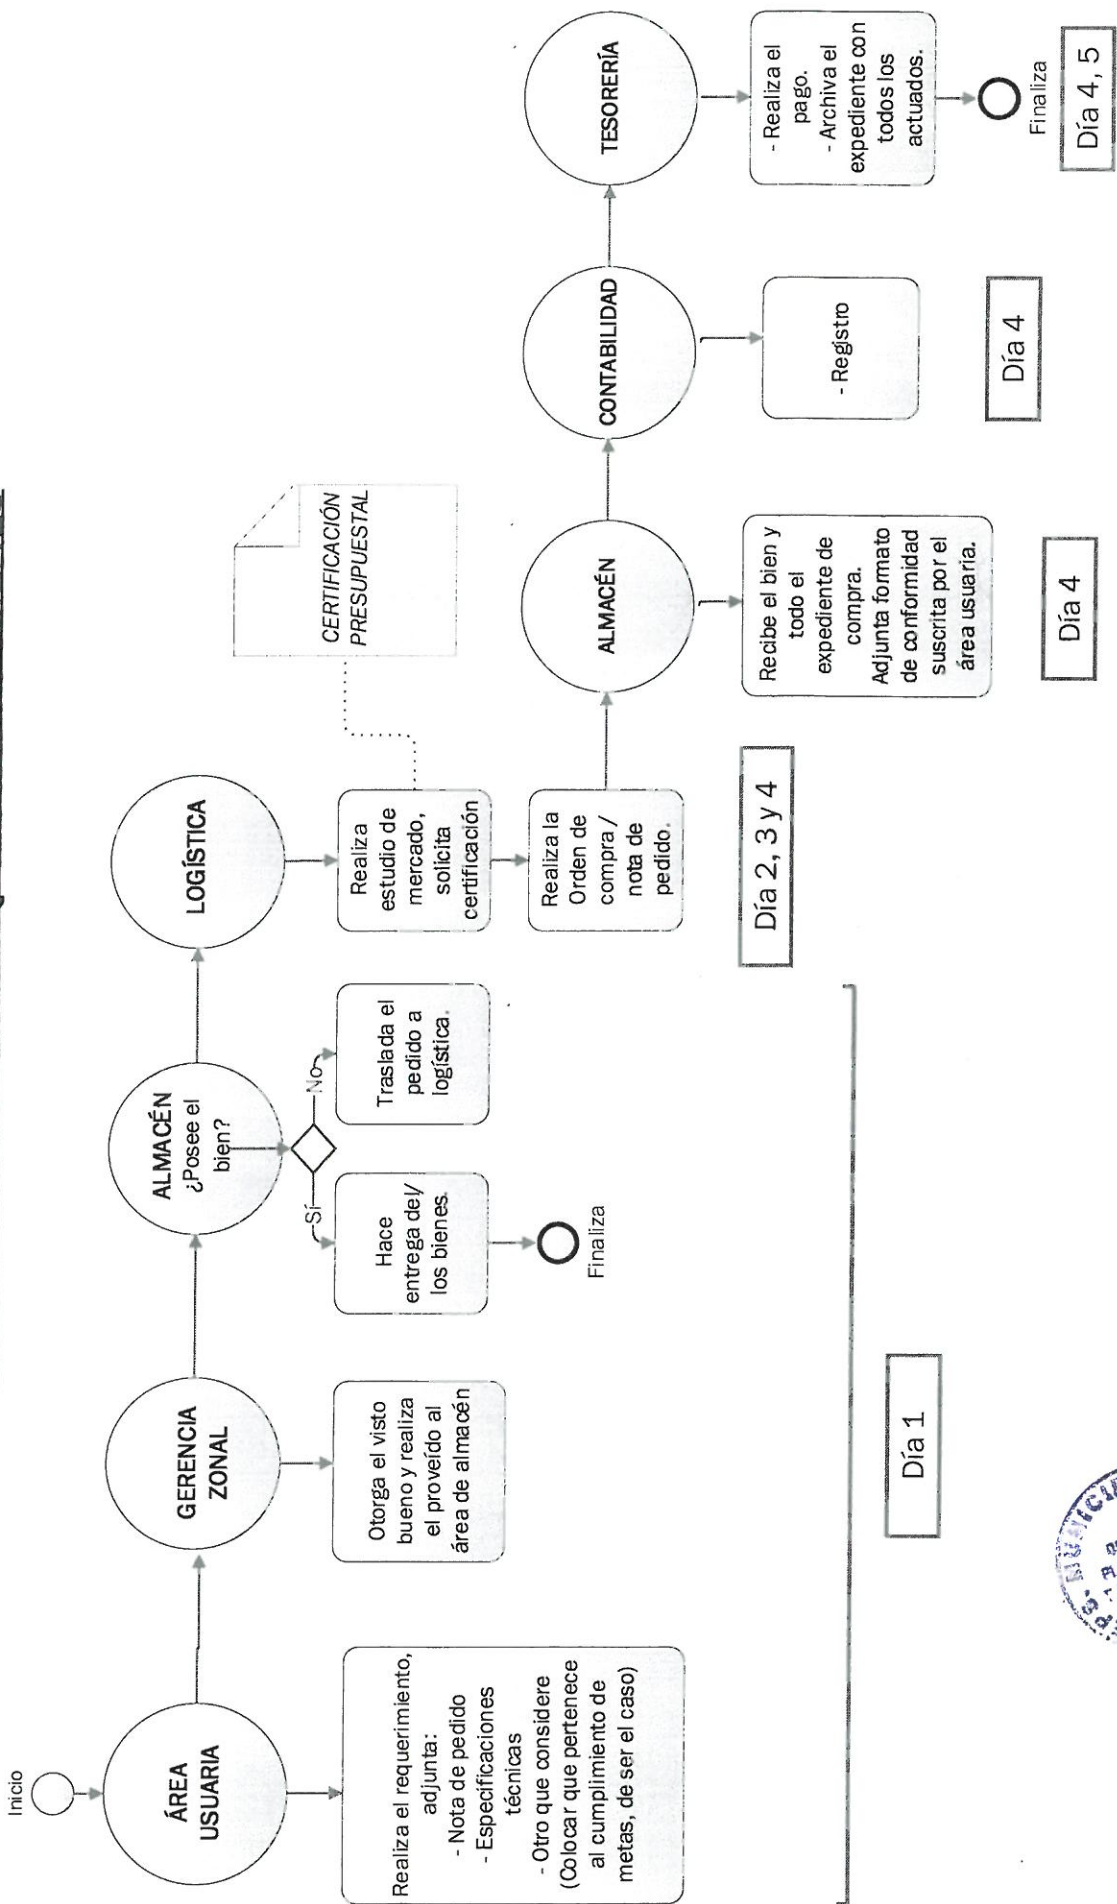 Inicio
ÁREA
USUARIA
Realiza el requerimiento,
adjunta:
- Nota de pedido
- Especificaciones
técnicas
- Otro que considere
(Colocar que pertenece
al cumplimiento de
metas, de ser el caso)
GERENCIA
ZONAL
Otorga el visto
bueno y realiza
el proveído al
área de almacén
ALMACÉN
¿Posee el
bien?
Sí
No
Hace
entrega del/
los bienes.
Finaliza
Traslada el
pedido a
logística.
Día 1
LOGÍSTICA
Realiza
estudio de
mercado,
solicita
certificación
CERTIFICACIÓN
PRESUPUESTAL
Realiza la
Orden de
compra /
nota de
pedido.
Día 2, 3 y 4
ALMACÉN
Recibe el bien y
todo el
expediente de
compra.
Adjunta formato
de conformidad
suscrita por el
área usuaria.
Día 4
CONTABILIDAD
- Registro
Día 4
TESORERÍA
- Realiza el
pago.
- Archiva el
expediente con
todos los
actuados.
Finaliza
Día 4, 5